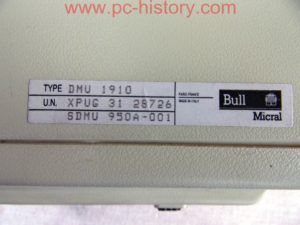 www.pc-history.com
TYPE DMU 1910
U.N. XPUG 31 28726
SDMU 950A-001
PARIS FRANCE
MADE IN ITALY
Bull
Micral